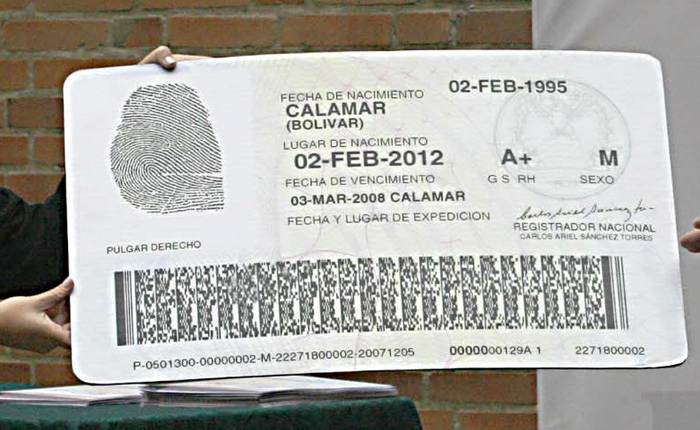 FECHA DE NACIMIENTO 02-FEB-1995
CALAMAR
(BOLIVAR)
LUGAR DE NACIMIENTO
02-FEB-2012 A+ M
FECHA DE VENCIMIENTO G S RH SEXO
03-MAR-2008 CALAMAR
FECHA Y LUGAR DE EXPEDICION
REGISTRADOR NACIONAL
CARLOS ARIEL SÁNCHEZ TORRES
PULGAR DERECHO
P-0501300-00000002-M-22271800002-20071205 0000000129A 1 2271800002